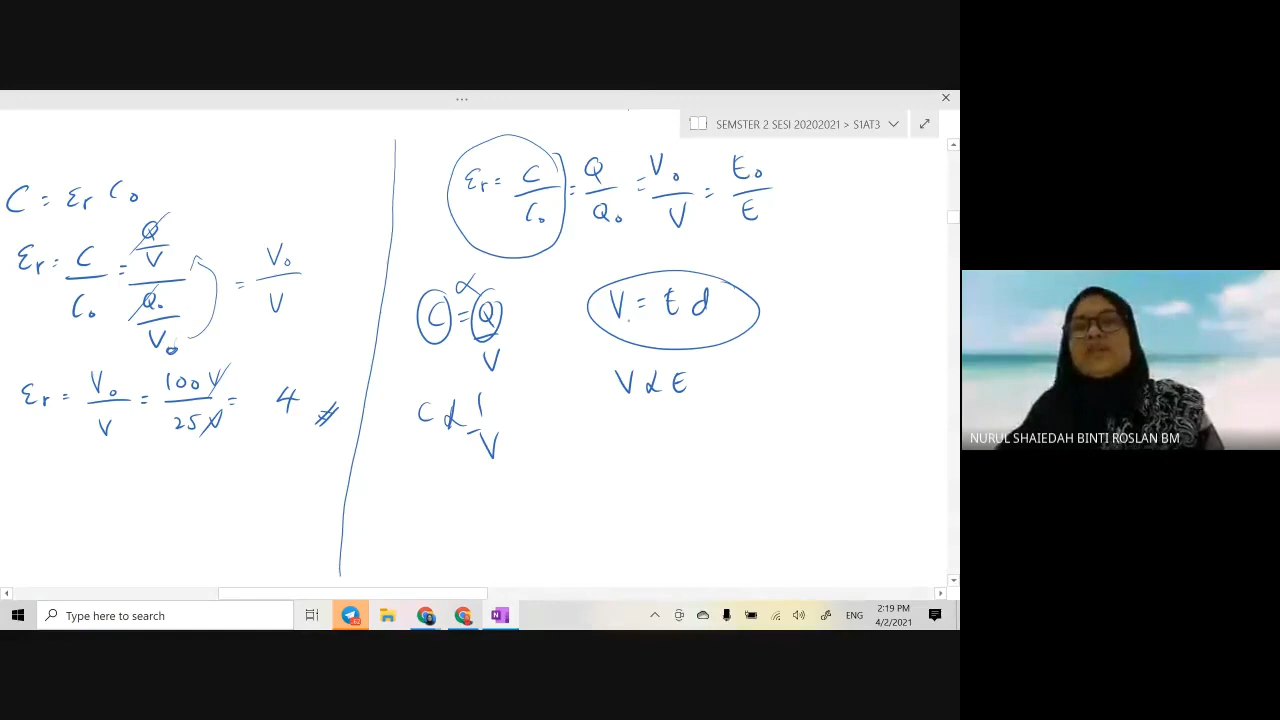 SEMSTER 2 SESI 20202021 > S1AT3
C = εr C₀
εr = C/C₀ = (Q/V)/(Q₀/V₀) = V₀/V
εr = V₀/V = 100V/25V = 4 #
εr = C/C₀ = Q/Q₀ = V₀/V = E₀/E
∝
C = Q/V
C ∝ 1/V
V = E d
V ∝ E
NURUL SHAIEDAH BINTI ROSLAN BM
Type here to search
ENG
2:19 PM
4/2/2021